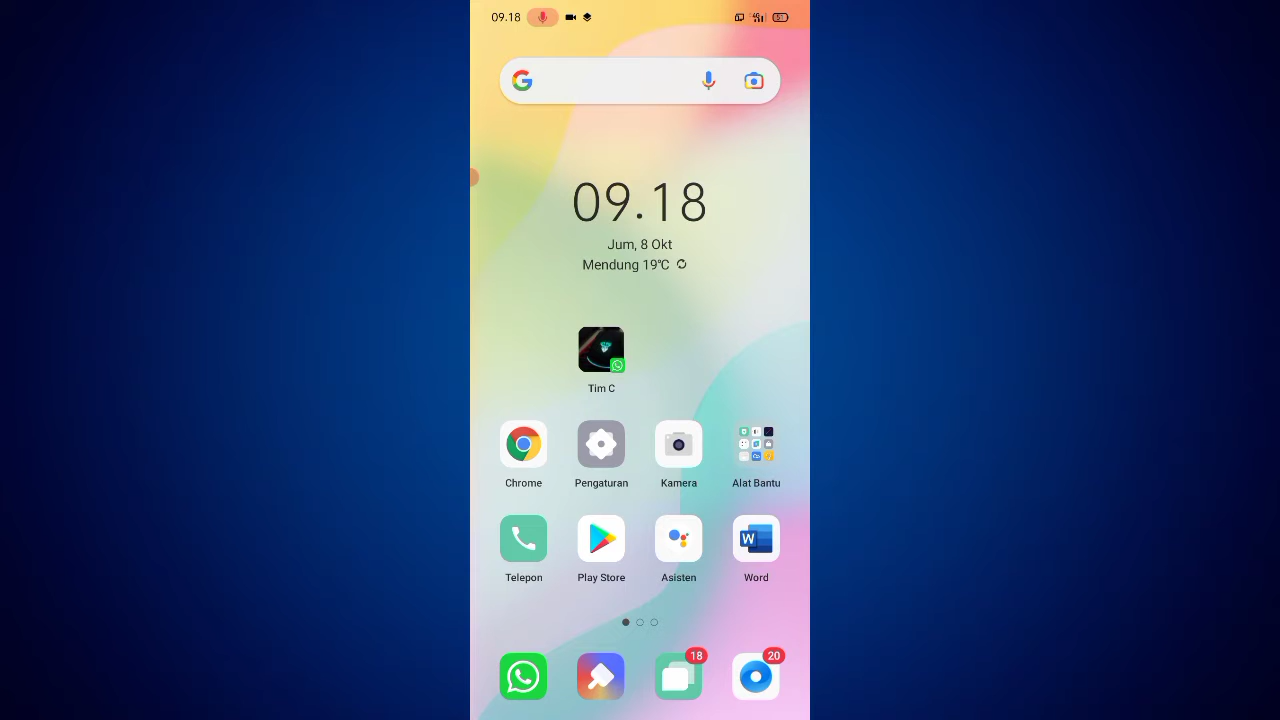 09.18
09.18
Jum, 8 Okt
Mendung 19°C
Tim C
Chrome
Pengaturan
Kamera
Alat Bantu
Telepon
Play Store
Asisten
W
Word
18
20